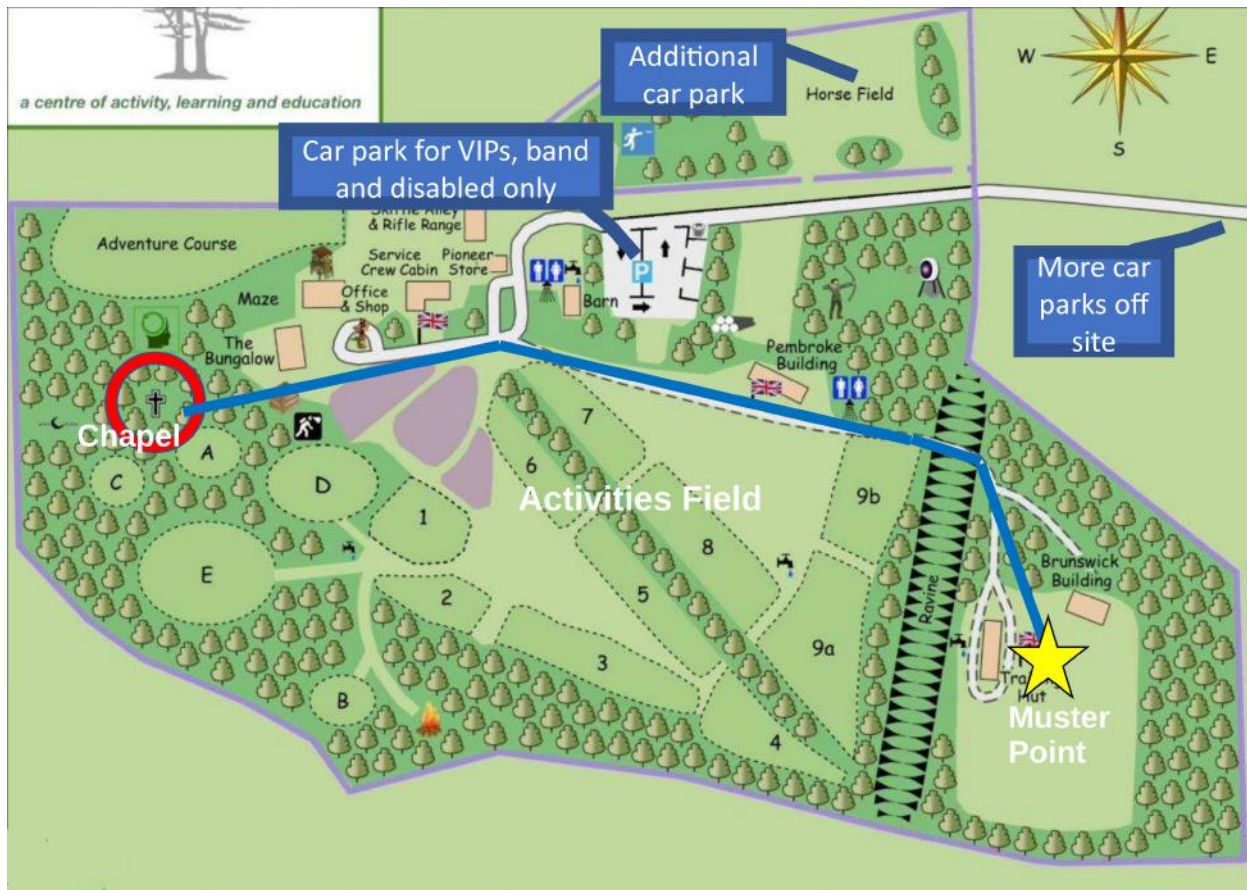 a centre of activity, learning and education
Additional
car park
Horse Field
W
E
S
Car park for VIPs, band
and disabled only
Skittle Alley
& Rifle Range
Adventure Course
Service
Crew Cabin
Pioneer
Store
Maze
Office
& Shop
Barn
P
More car
parks off
site
The
Bungalow
Pembroke
Building
Chapel
A
C
D
7
6
Activities Field
9b
1
8
E
5
Brunswick
Building
2
Ravine
3
9a
B
4
Hut
Muster
Point